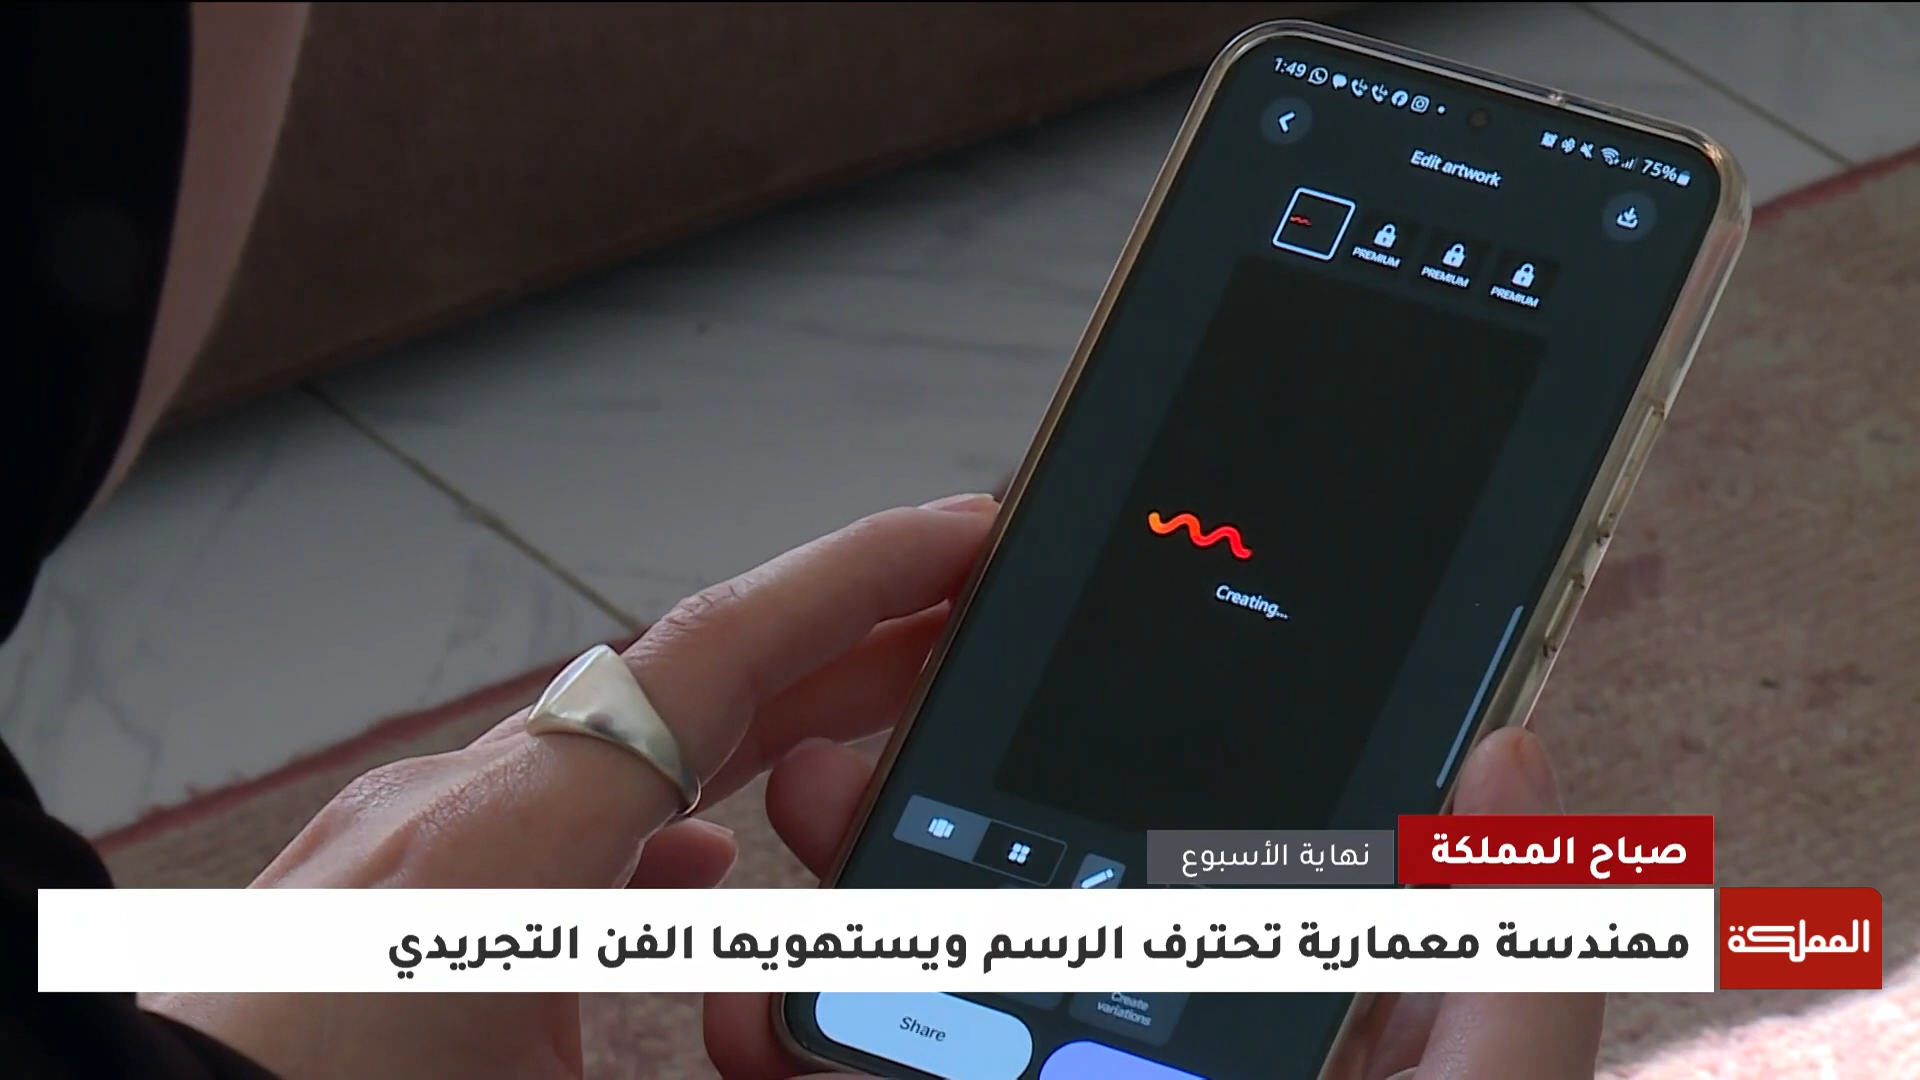 1:49
75%
Edit artwork
PREMIUM
PREMIUM
PREMIUM
Creating...
صباح المملكة
نهاية الأسبوع
مهندسة معمارية تحترف الرسم ويستهويها الفن التجريدي
المملكة
Create
variations
Share